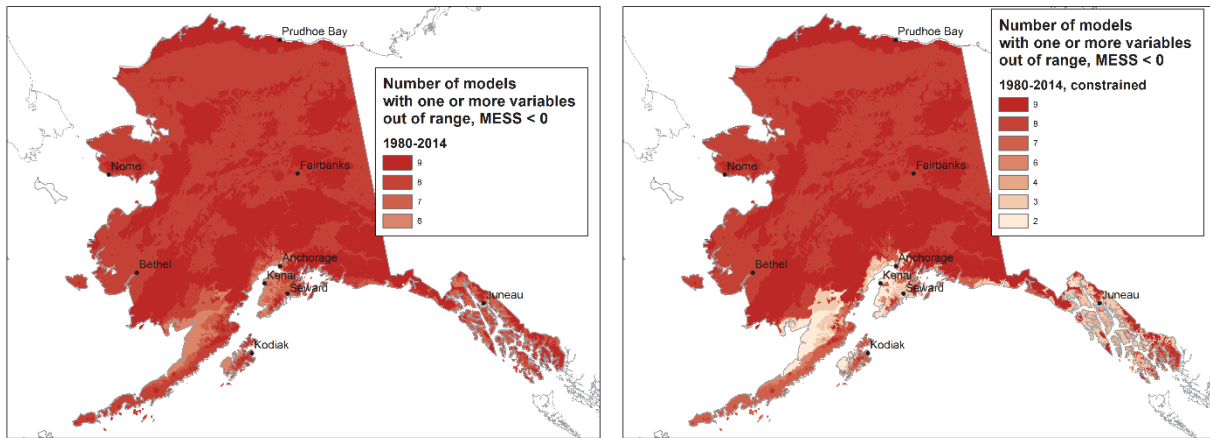 Prudhoe Bay
Number of models
with one or more variables
out of range, MESS < 0
1980-2014
9
8
7
6
Nome
Fairbanks
Bethel
Anchorage
Kenai
Seward
Juneau
Kodiak
Prudhoe Bay
Number of models
with one or more variables
out of range, MESS < 0
1980-2014, constrained
9
8
7
6
4
3
2
Nome
Fairbanks
Bethel
Anchorage
Kenai
Seward
Juneau
Kodiak